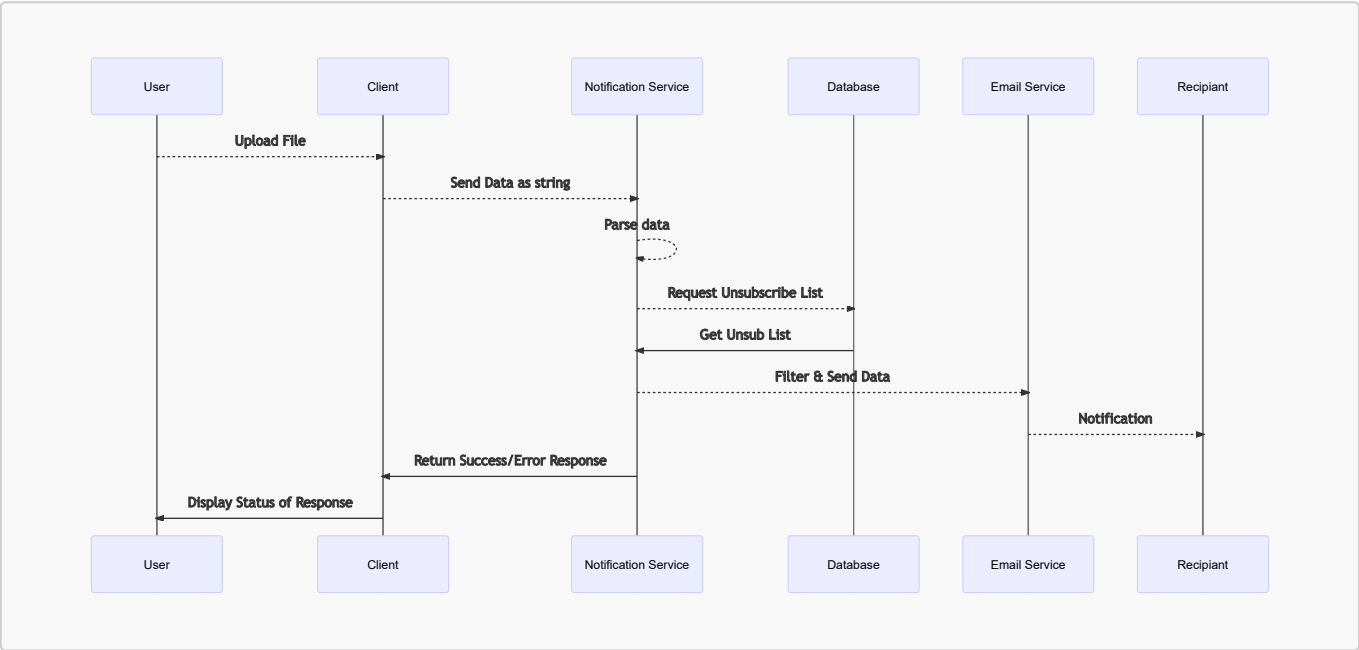 User
Client
Notification Service
Database
Email Service
Recipiant
Upload File
Send Data as string
Parse data
Request Unsubscribe List
Get Unsub List
Filter & Send Data
Notification
Return Success/Error Response
Display Status of Response
User
Client
Notification Service
Database
Email Service
Recipiant